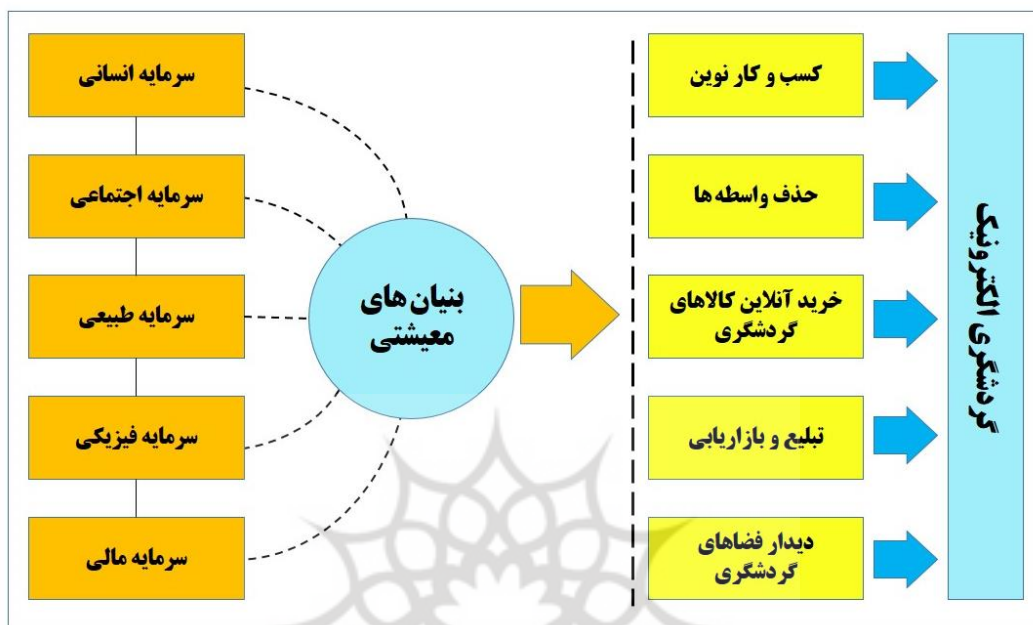 سرمایه انسانی
سرمایه اجتماعی
سرمایه طبیعی
سرمایه فیزیکی
سرمایه مالی
بنیان های
معیشتی
کسب و کار نوین
حذف واسطه ها
خرید آنلاین کالاهای
گردشگری
تبلیغ و بازاریابی
دیدار فضاهای
گردشگری
گردشگری الکترونیک